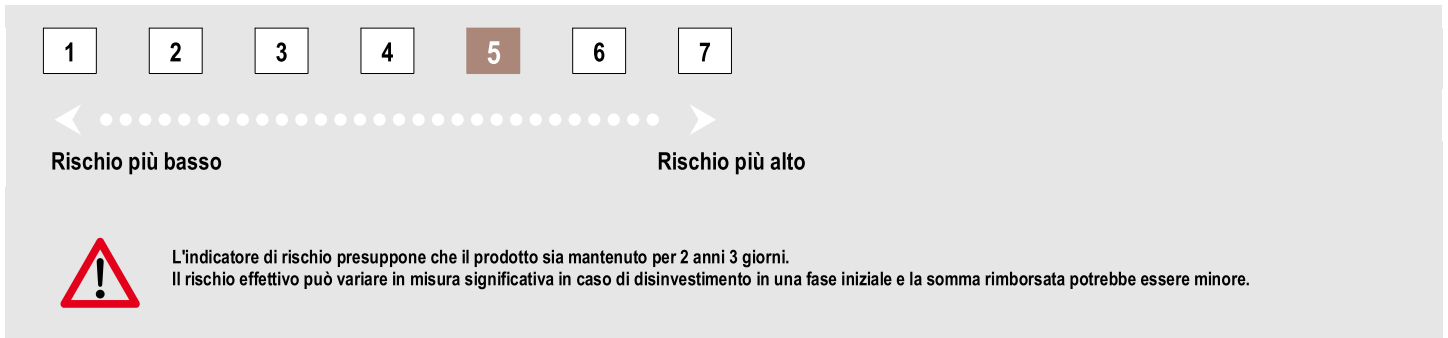 1 2 3 4 5 6 7
Rischio più basso Rischio più alto
L'indicatore di rischio presuppone che il prodotto sia mantenuto per 2 anni 3 giorni.
Il rischio effettivo può variare in misura significativa in caso di disinvestimento in una fase iniziale e la somma rimborsata potrebbe essere minore.